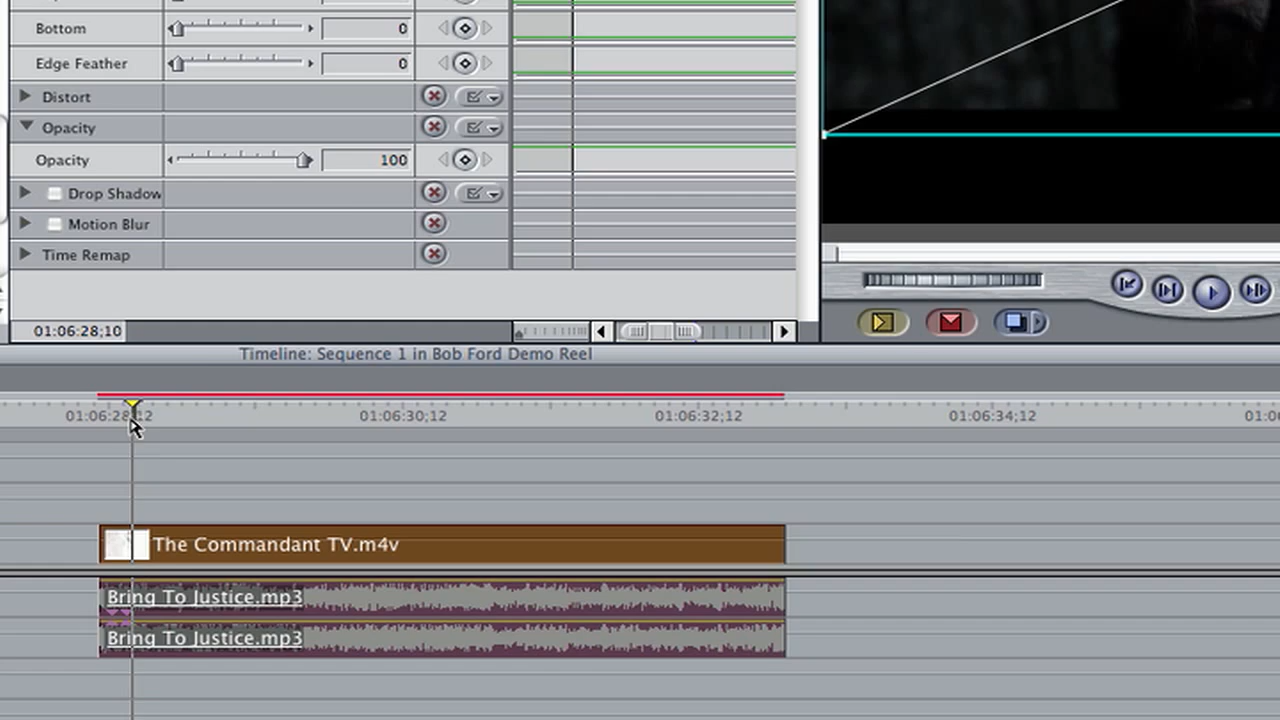 Bottom 0
Edge Feather 0
Distort
Opacity
Opacity 100
Drop Shadow
Motion Blur
Time Remap
01:06:28;10
Timeline: Sequence 1 in Bob Ford Demo Reel
01:06:28;12 01:06:30;12 01:06:32;12 01:06:34;12
The Commandant TV.m4v
Bring To Justice.mp3
Bring To Justice.mp3